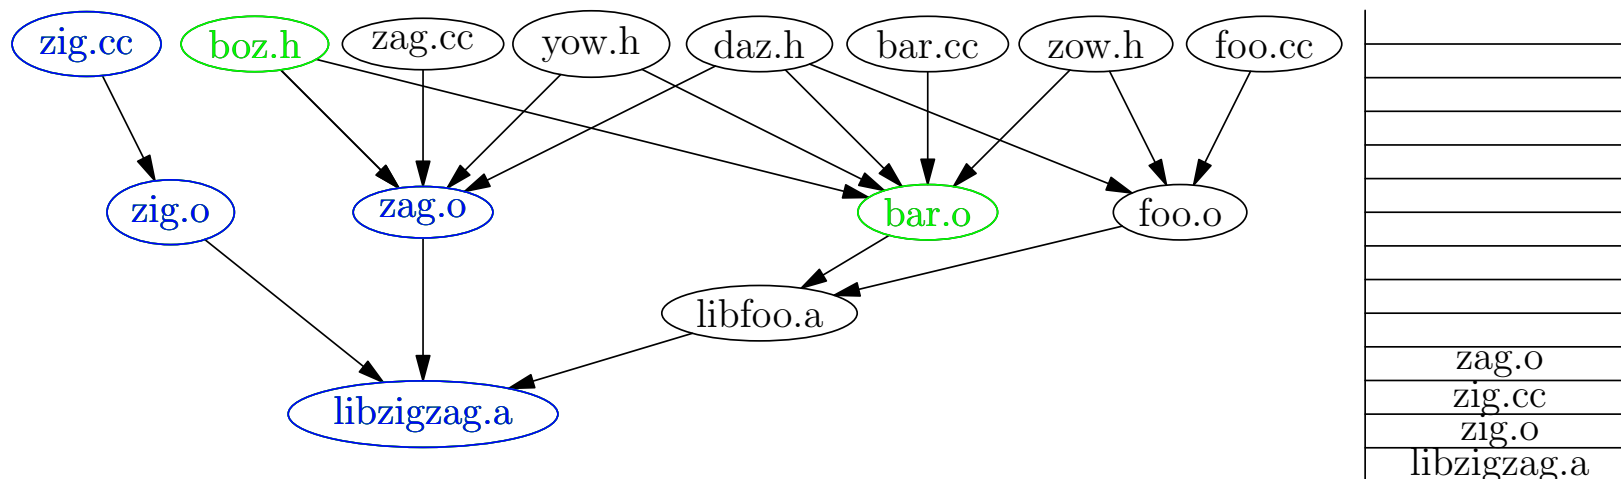 zig.cc
boz.h
zag.cc
yow.h
daz.h
bar.cc
zow.h
foo.cc
zig.o
zag.o
bar.o
foo.o
libfoo.a
libzigzag.a
zag.o
zig.cc
zig.o
libzigzag.a